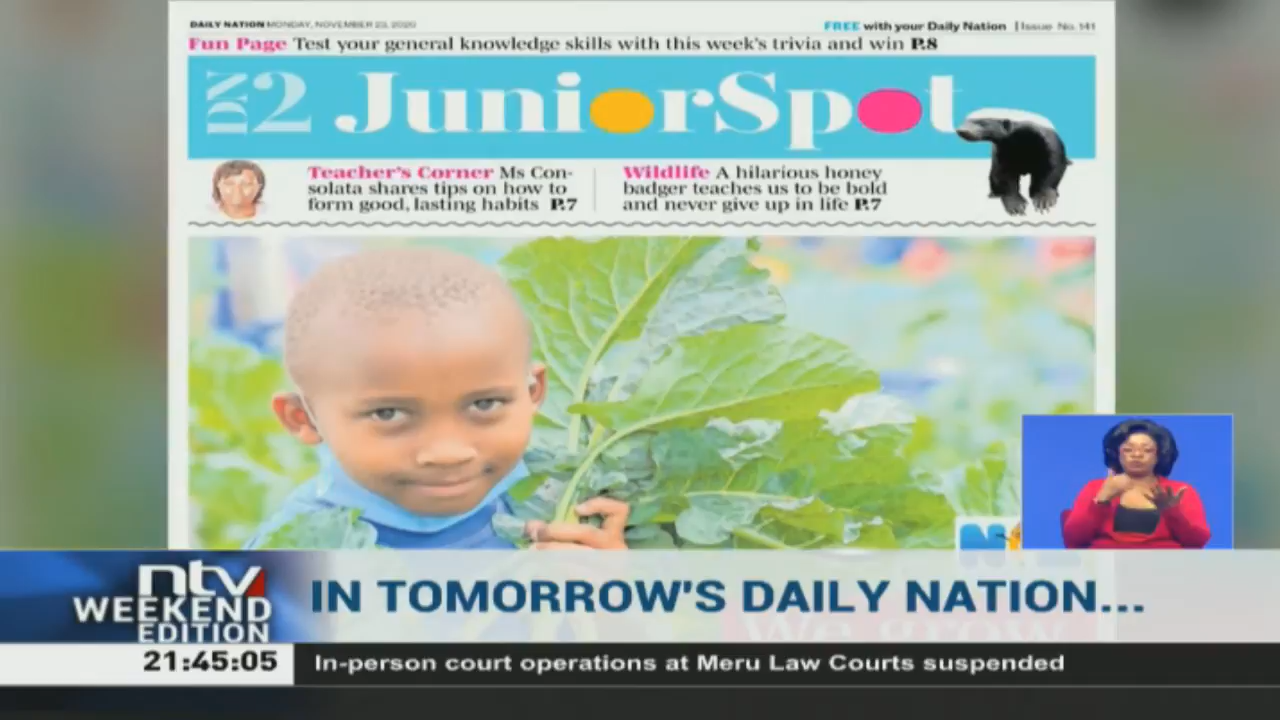 DAILY NATION MONDAY, NOVEMBER 23, 2020
FREE with your Daily Nation | Issue No. 141
Fun Page Test your general knowledge skills with this week's trivia and win P.8
DN2 JuniorSpot
Teacher's Corner Ms Con-
solata shares tips on how to
form good, lasting habits P.7
Wildlife A hilarious honey
badger teaches us to be bold
and never give up in life P.7
ntv
WEEKEND
EDITION
IN TOMORROW'S DAILY NATION...
We grow
21:45:05
In-person court operations at Meru Law Courts suspended